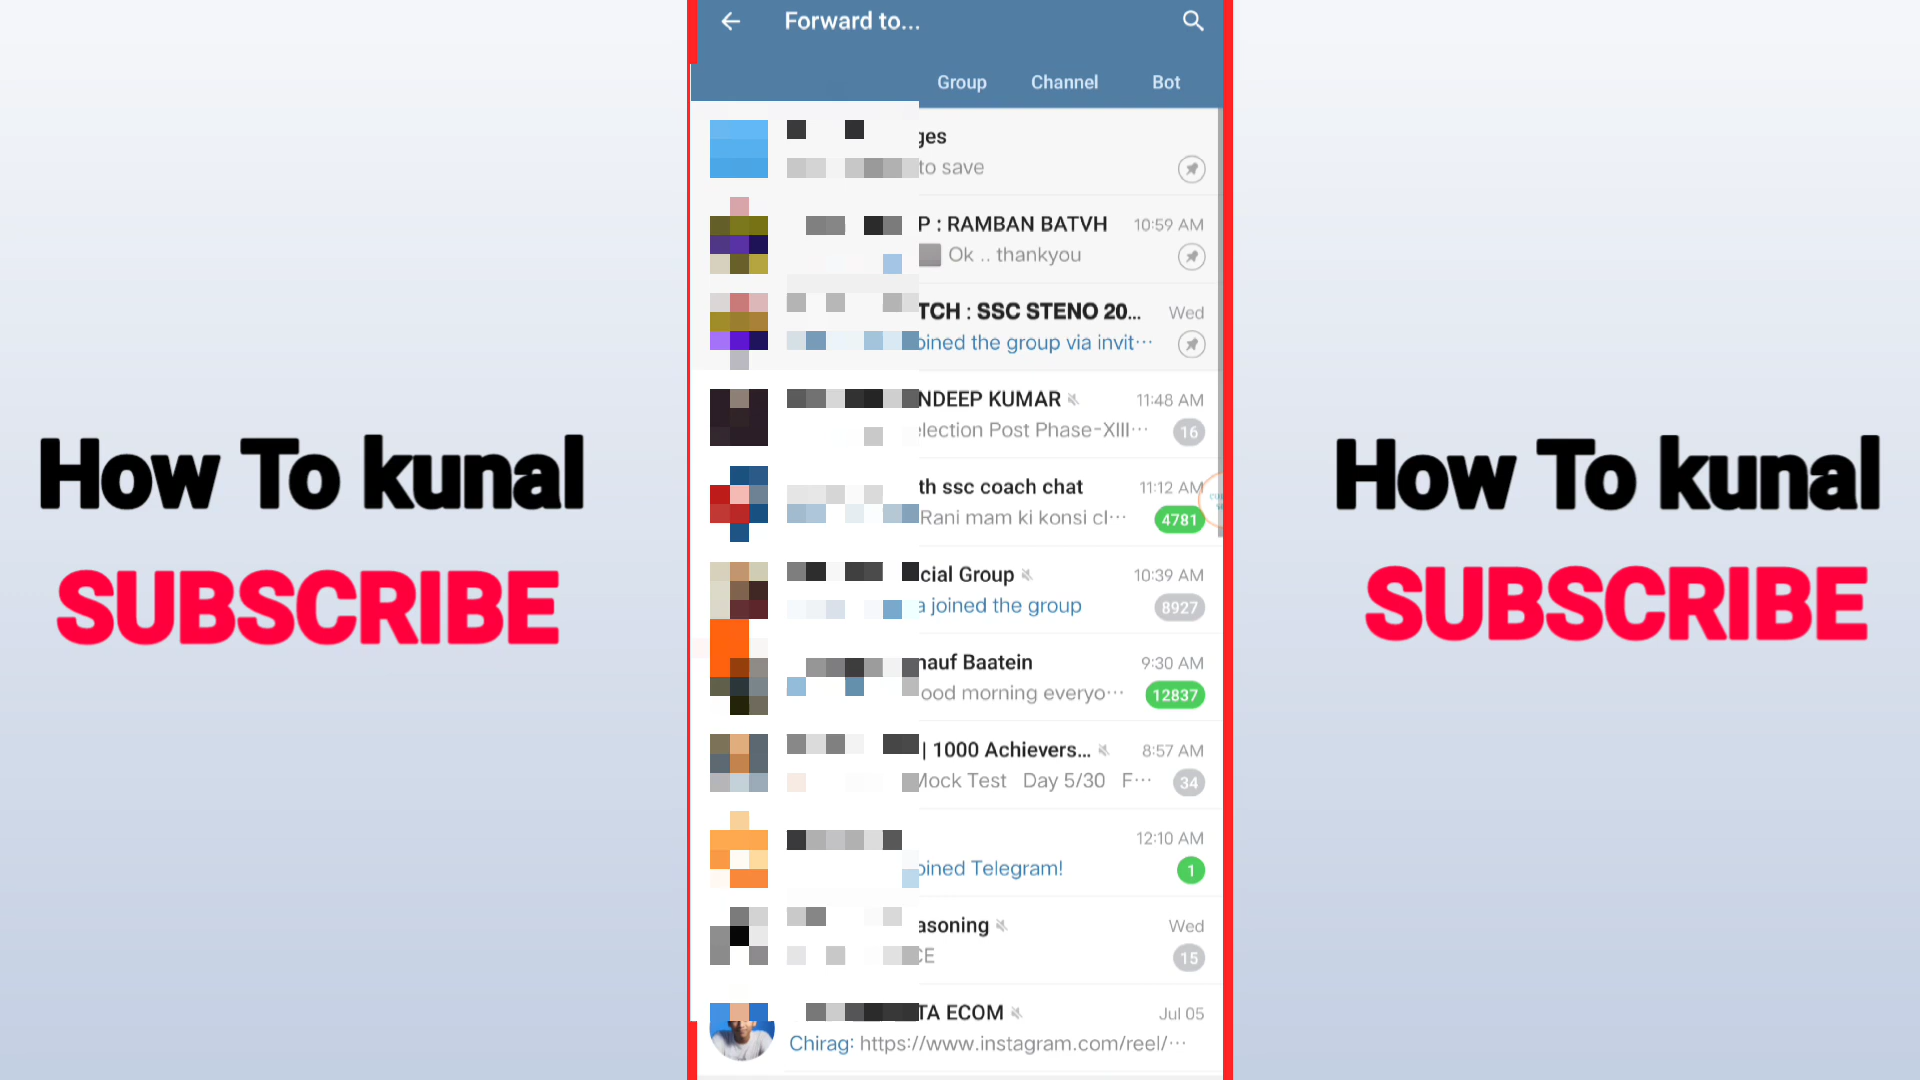 How To kunal
SUBSCRIBE
Forward to...
Group Channel Bot
to save
P : RAMBAN BATVH 10:59 AM
Ok .. thankyou
TCH : SSC STENO 20... Wed
oined the group via invit...
NDEEP KUMAR 11:48 AM
election Post Phase-XIII... 16
th ssc coach chat 11:12 AM
Rani mam ki konsi cl... 4781
cial Group 10:39 AM
a joined the group 8927
nauf Baatein 9:30 AM
ood morning everyo... 12837
| 1000 Achievers... 8:57 AM
Mock Test Day 5/30 F... 34
12:10 AM
oined Telegram! 1
asoning Wed
CE 15
TA ECOM Jul 05
Chirag: https://www.instagram.com/reel/...
How To kunal
SUBSCRIBE